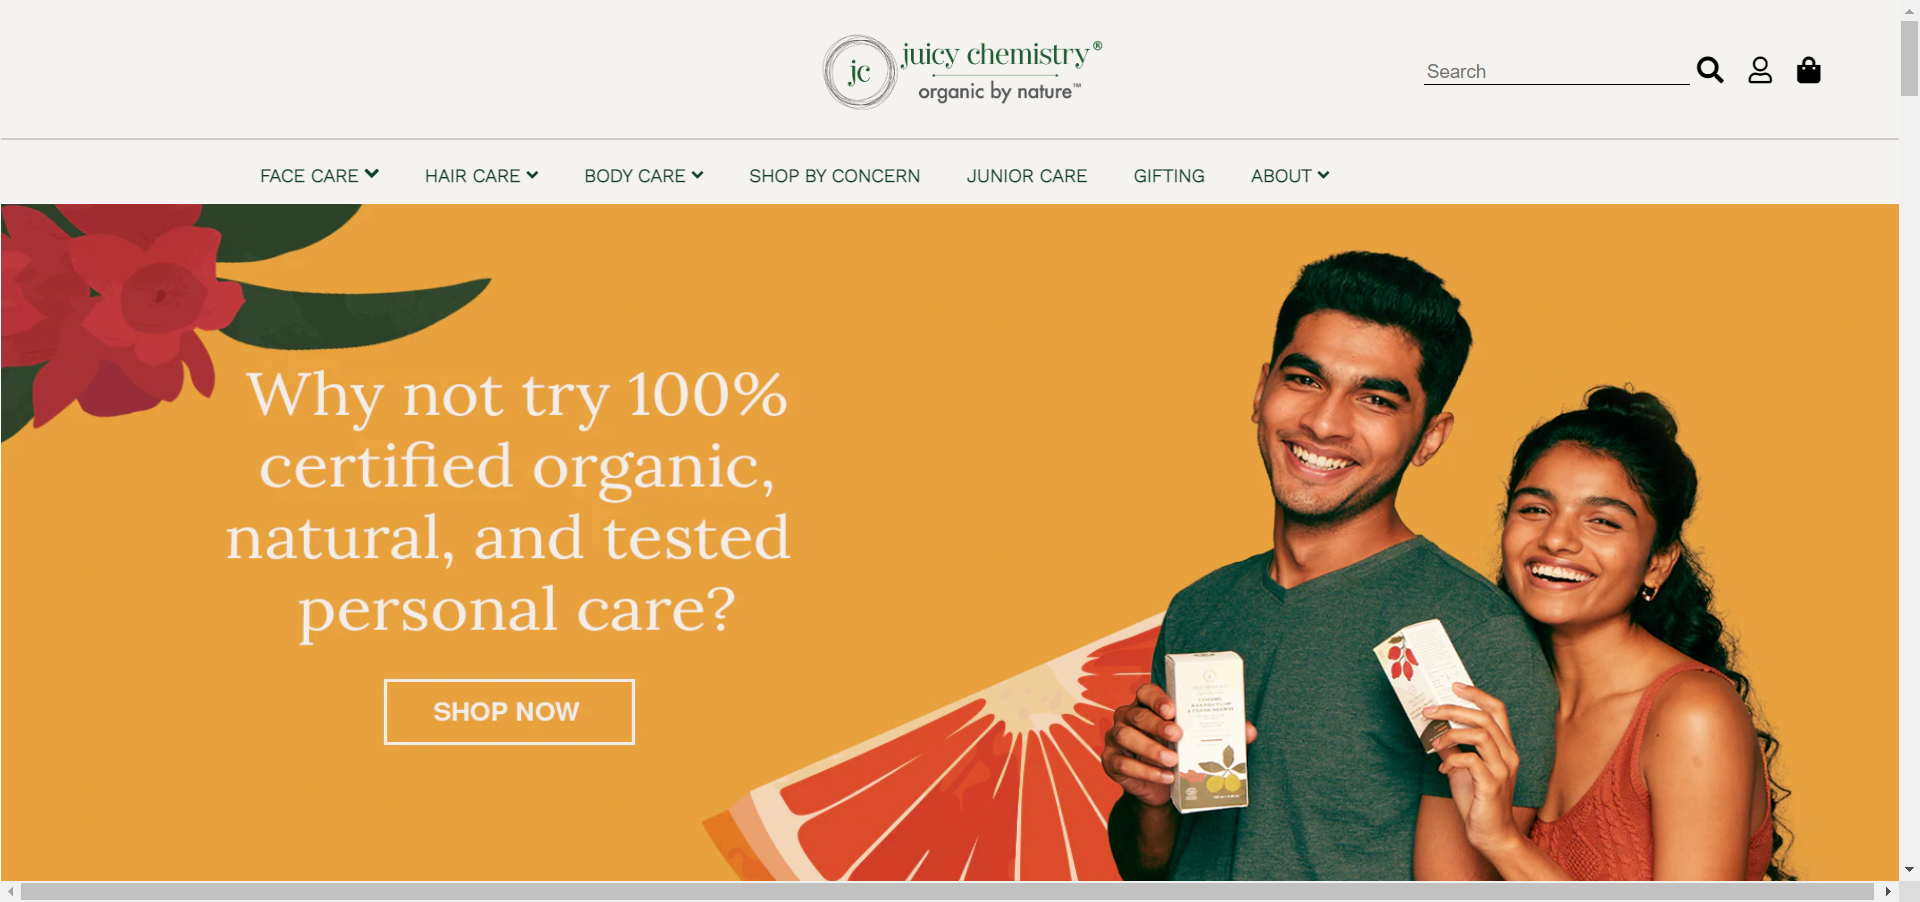 jc
juicy chemistry®
organic by nature™
Search
FACE CARE
HAIR CARE
BODY CARE
SHOP BY CONCERN
JUNIOR CARE
GIFTING
ABOUT
Why not try 100%
certified organic,
natural, and tested
personal care?
SHOP NOW